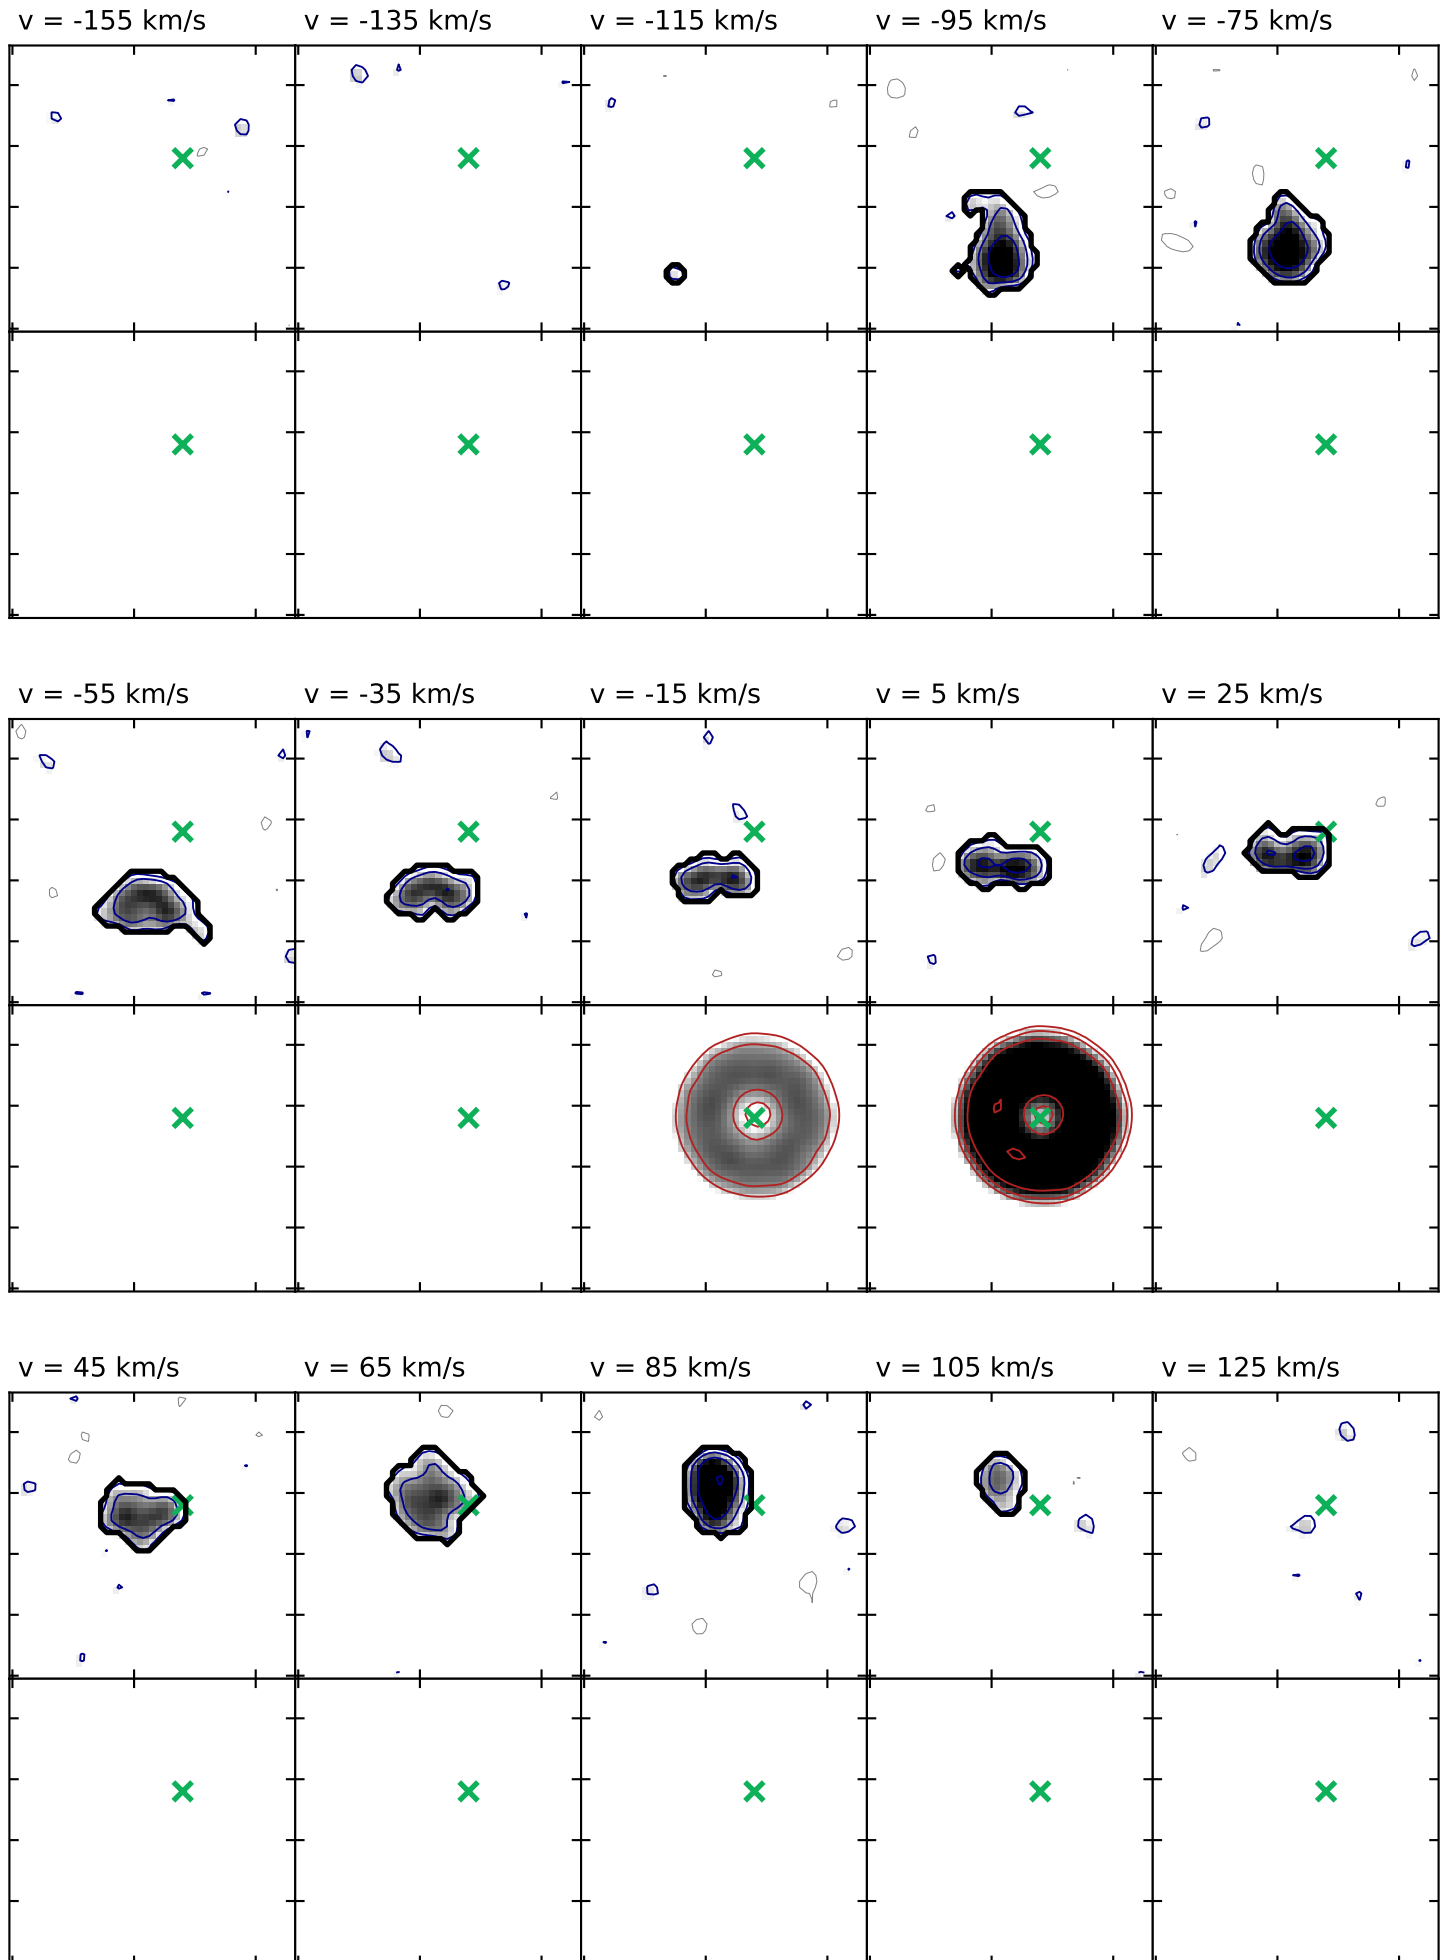 v = -155 km/s
v = -135 km/s
v = -115 km/s
v = -95 km/s
v = -75 km/s
v = -55 km/s
v = -35 km/s
v = -15 km/s
v = 5 km/s
v = 25 km/s
v = 45 km/s
v = 65 km/s
v = 85 km/s
v = 105 km/s
v = 125 km/s